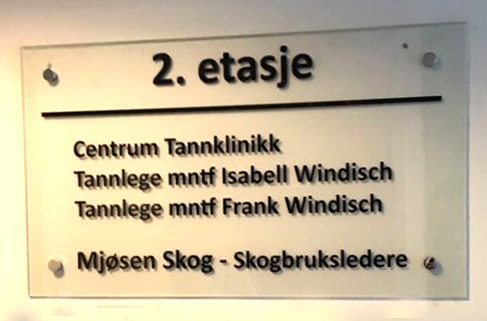 2. etasje
Centrum Tannklinikk
Tannlege mntf Isabell Windisch
Tannlege mntf Frank Windisch
Mjøsen Skog - Skogbruksledere